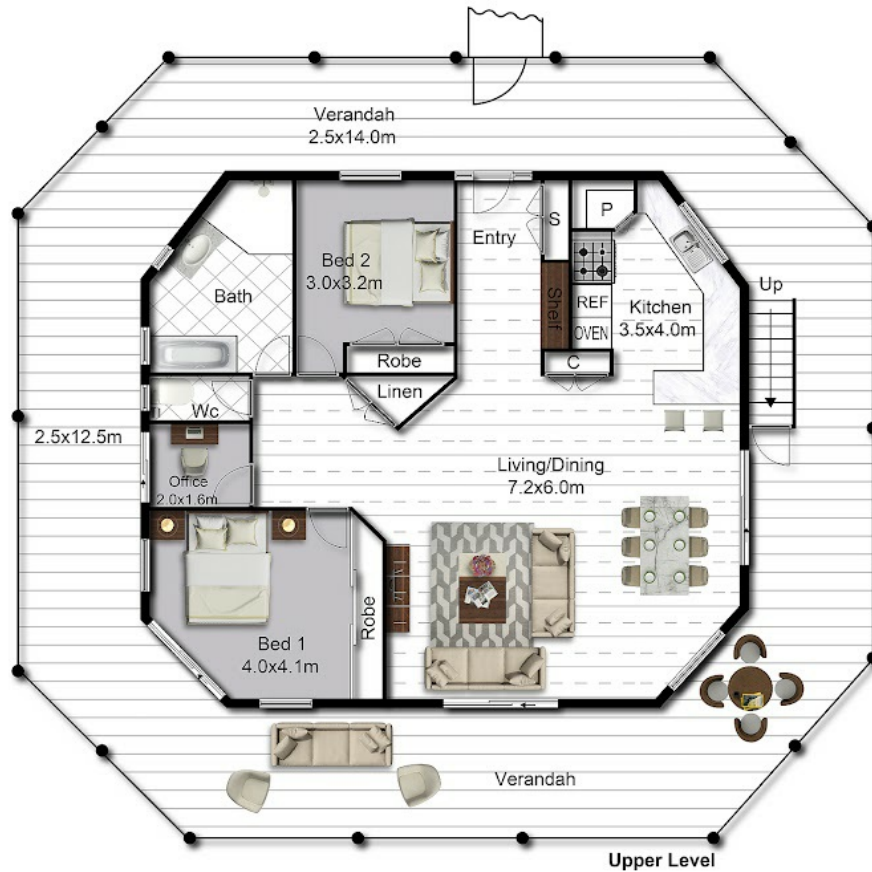 Verandah
2.5x14.0m
Entry
S
P
Bed 2
3.0x3.2m
Bath
Shelf
REF
OVEN
Kitchen
3.5x4.0m
Up
Robe
C
Linen
Wc
2.5x12.5m
Office
2.0x1.6m
Living/Dining
7.2x6.0m
Bed 1
4.0x4.1m
Robe
Verandah
Upper Level